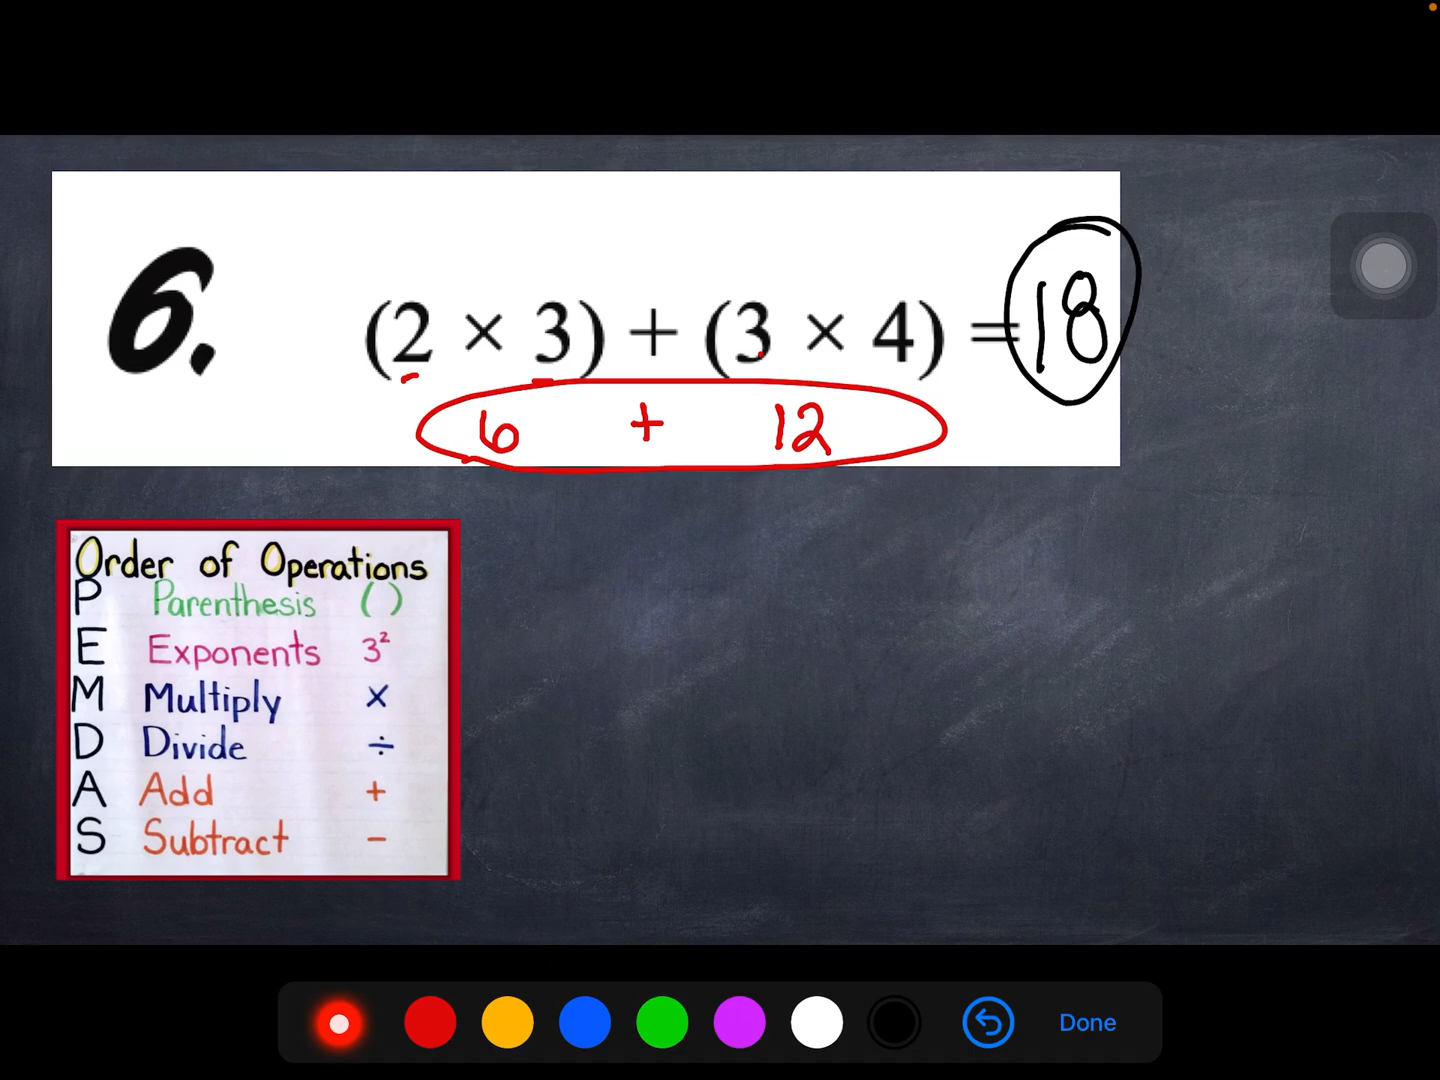 6. (2 × 3) + (3 × 4) = 18
6 + 12
Order of Operations
P Parenthesis ( )
E Exponents 3²
M Multiply ×
D Divide ÷
A Add +
S Subtract −
Done